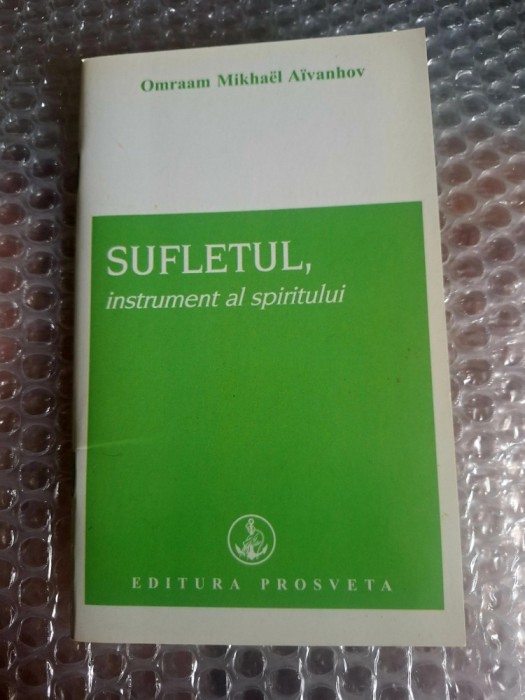 Omraam Mikhaël Aïvanhov
SUFLETUL,
instrument al spiritului
EDITURA PROSVETA